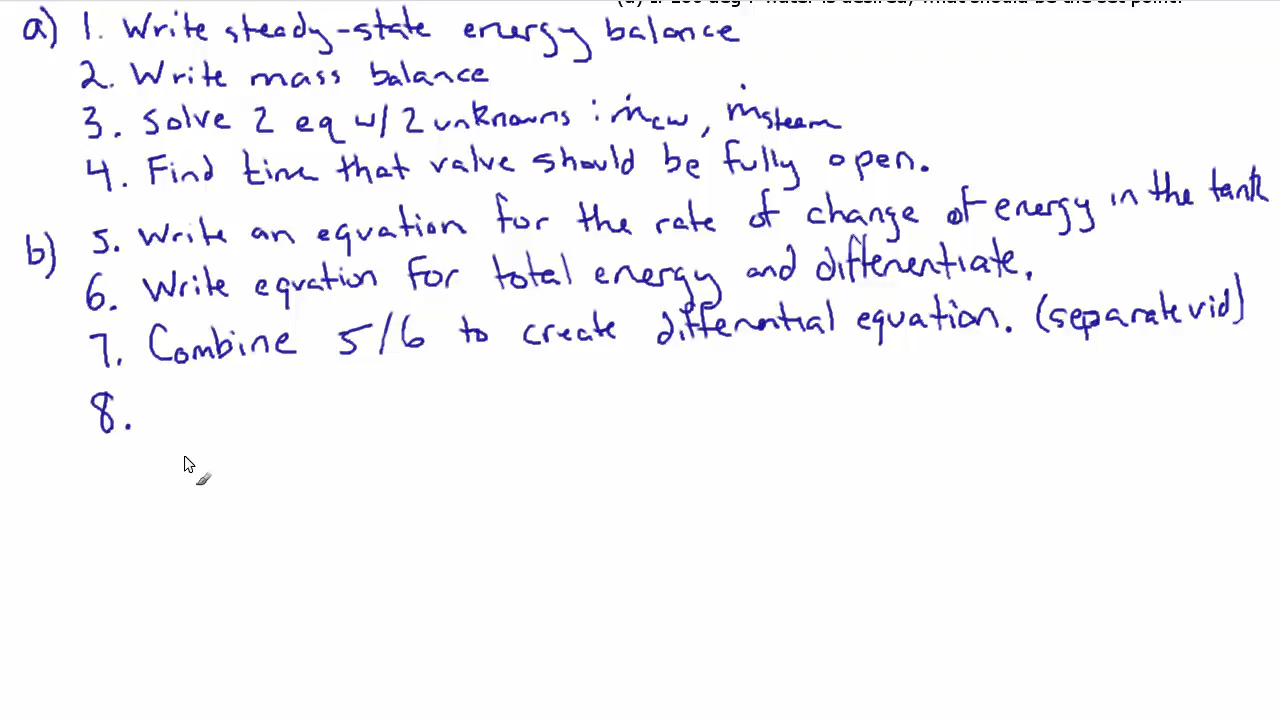 a) 1. Write steady-state energy balance
2. Write mass balance
3. Solve 2 eq w/ 2 unknowns : ṁcw, ṁsteam
4. Find time that valve should be fully open.
b) 5. Write an equation for the rate of change of energy in the tank
6. Write equation for total energy and differentiate.
7. Combine 5/6 to create differential equation. (separate vid)
8.